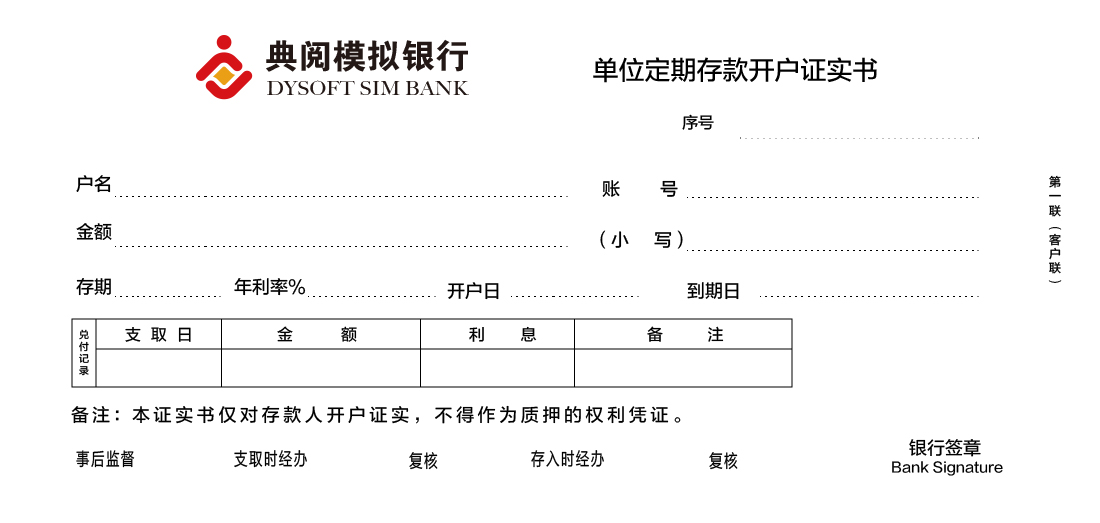 典阅模拟银行
DYSOFT SIM BANK
单位定期存款开户证实书
序号
户名 账 号
金额 (小 写)
存期 年利率% 开户日 到期日
第一联(客户联)
兑付记录 支取日 金 额 利 息 备 注
备注：本证实书仅对存款人开户证实，不得作为质押的权利凭证。
事后监督 支取时经办 复核 存入时经办 复核 银行签章
Bank Signature